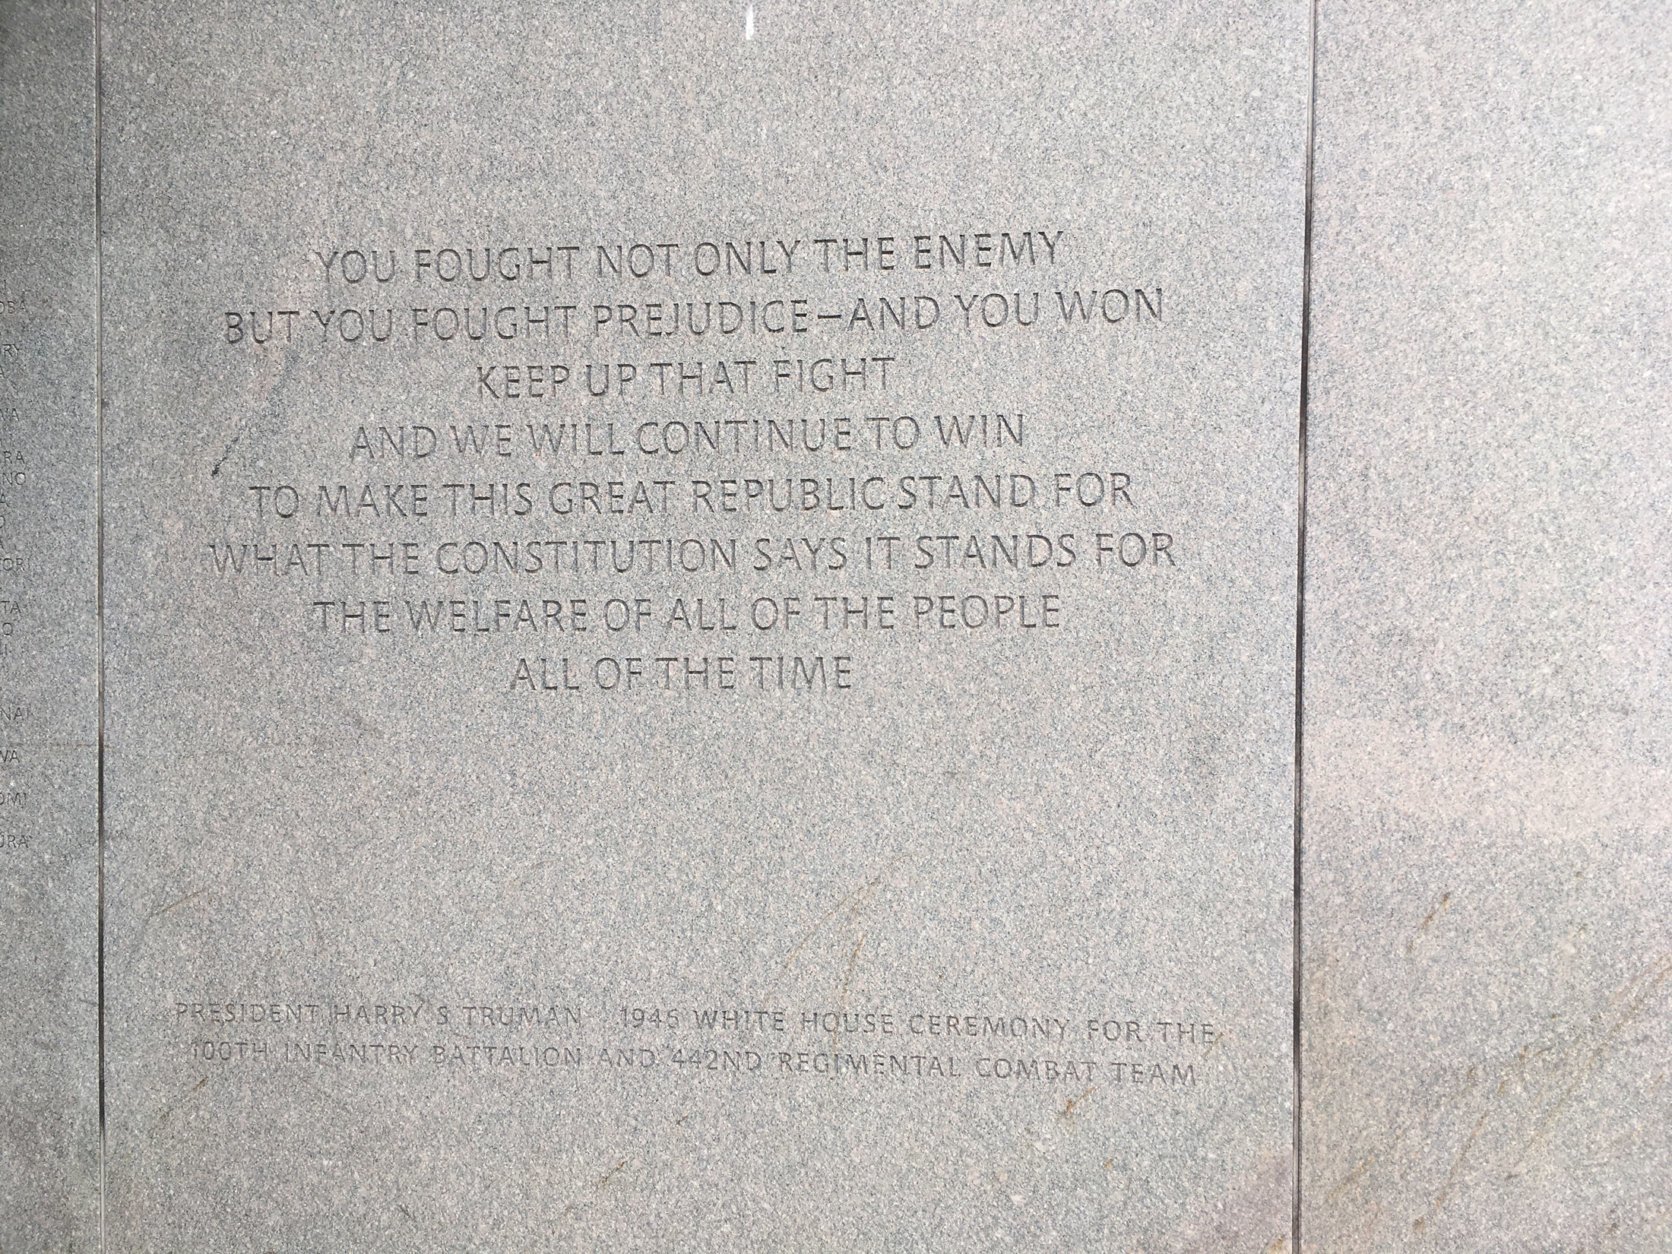 YOU FOUGHT NOT ONLY THE ENEMY
BUT YOU FOUGHT PREJUDICE—AND YOU WON
KEEP UP THAT FIGHT
AND WE WILL CONTINUE TO WIN
TO MAKE THIS GREAT REPUBLIC STAND FOR
WHAT THE CONSTITUTION SAYS IT STANDS FOR
THE WELFARE OF ALL OF THE PEOPLE
ALL OF THE TIME
PRESIDENT HARRY S TRUMAN 1946 WHITE HOUSE CEREMONY FOR THE
100TH INFANTRY BATTALION AND 442ND REGIMENTAL COMBAT TEAM